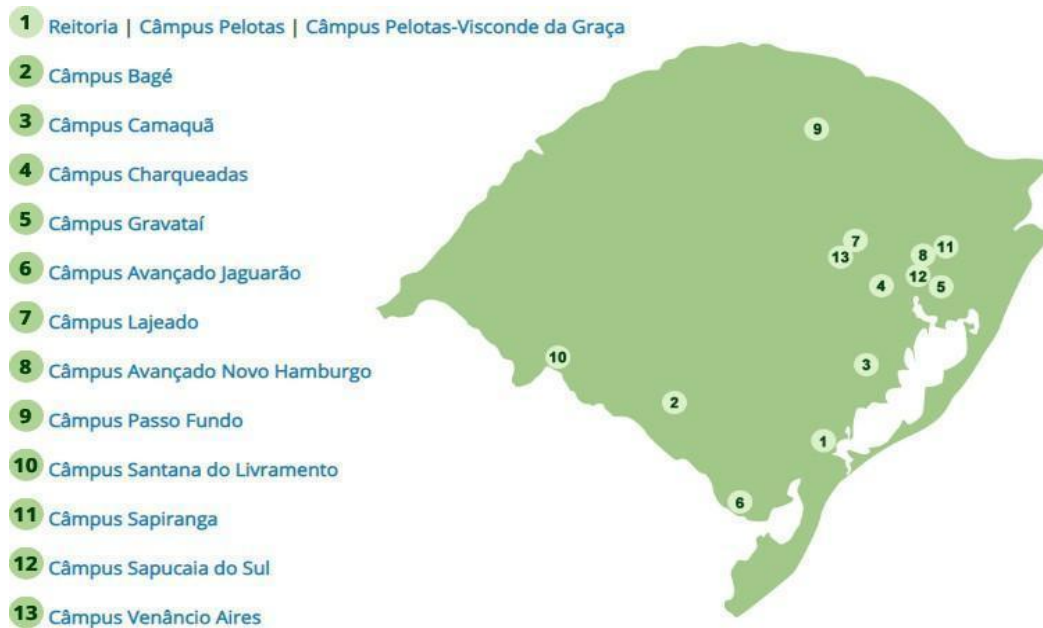 1 Reitoria | Câmpus Pelotas | Câmpus Pelotas-Visconde da Graça
2 Câmpus Bagé
3 Câmpus Camaquã
4 Câmpus Charqueadas
5 Câmpus Gravataí
6 Câmpus Avançado Jaguarão
7 Câmpus Lajeado
8 Câmpus Avançado Novo Hamburgo
9 Câmpus Passo Fundo
10 Câmpus Santana do Livramento
11 Câmpus Sapiranga
12 Câmpus Sapucaia do Sul
13 Câmpus Venâncio Aires
9
7
11
8
13
12
4
5
10
3
2
1
6